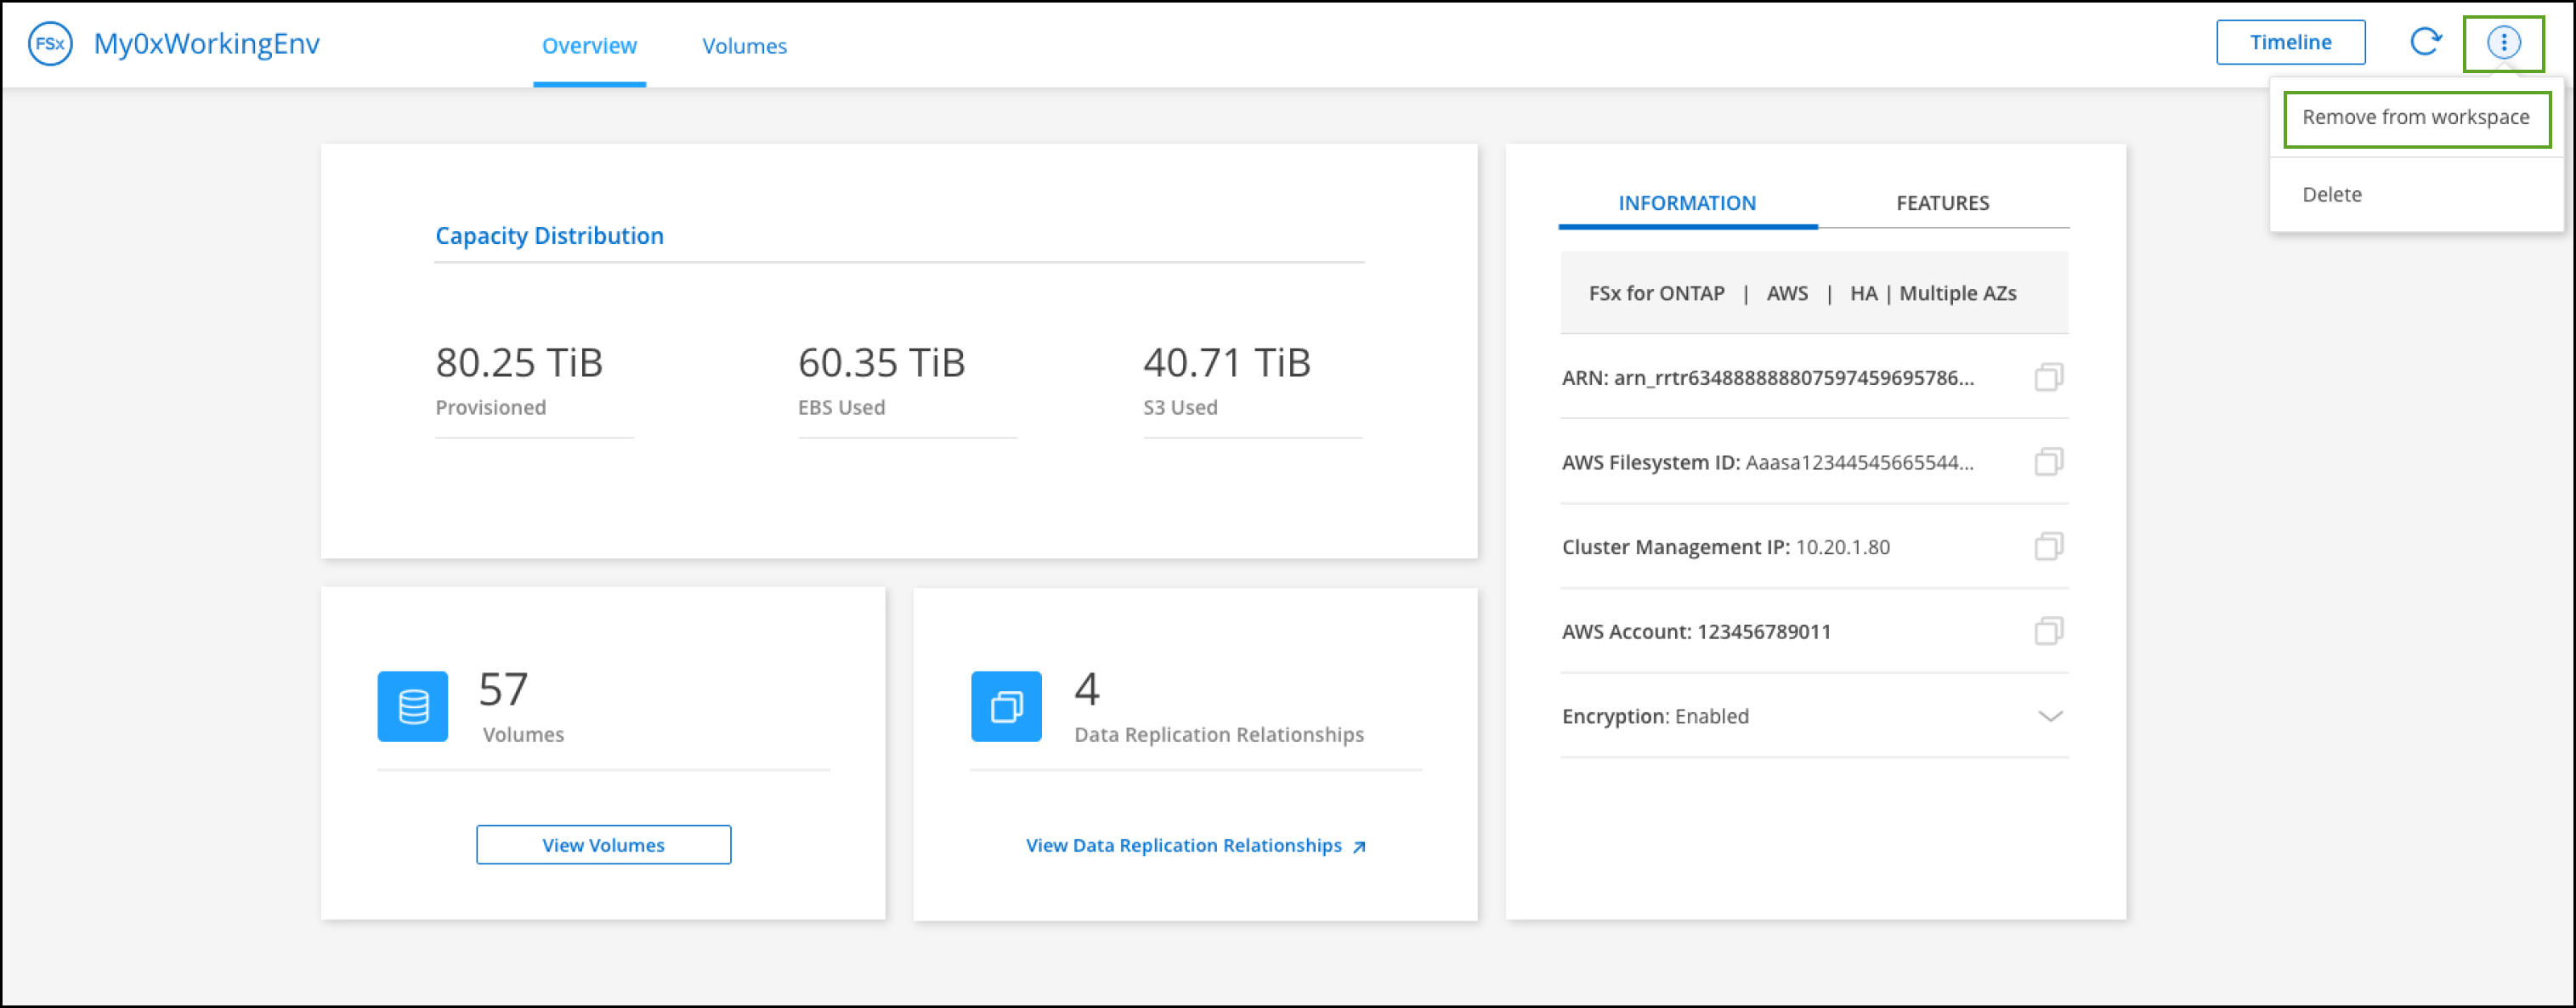 FSx My0xWorkingEnv Overview Volumes Timeline
Remove from workspace
Delete
Capacity Distribution
80.25 TiB 60.35 TiB 40.71 TiB
Provisioned EBS Used S3 Used
57
Volumes
View Volumes
4
Data Replication Relationships
View Data Replication Relationships
INFORMATION FEATURES
FSx for ONTAP | AWS | HA | Multiple AZs
ARN: arn_rrtr634888888807597459695786...
AWS Filesystem ID: Aaasa12344545665544...
Cluster Management IP: 10.20.1.80
AWS Account: 123456789011
Encryption: Enabled